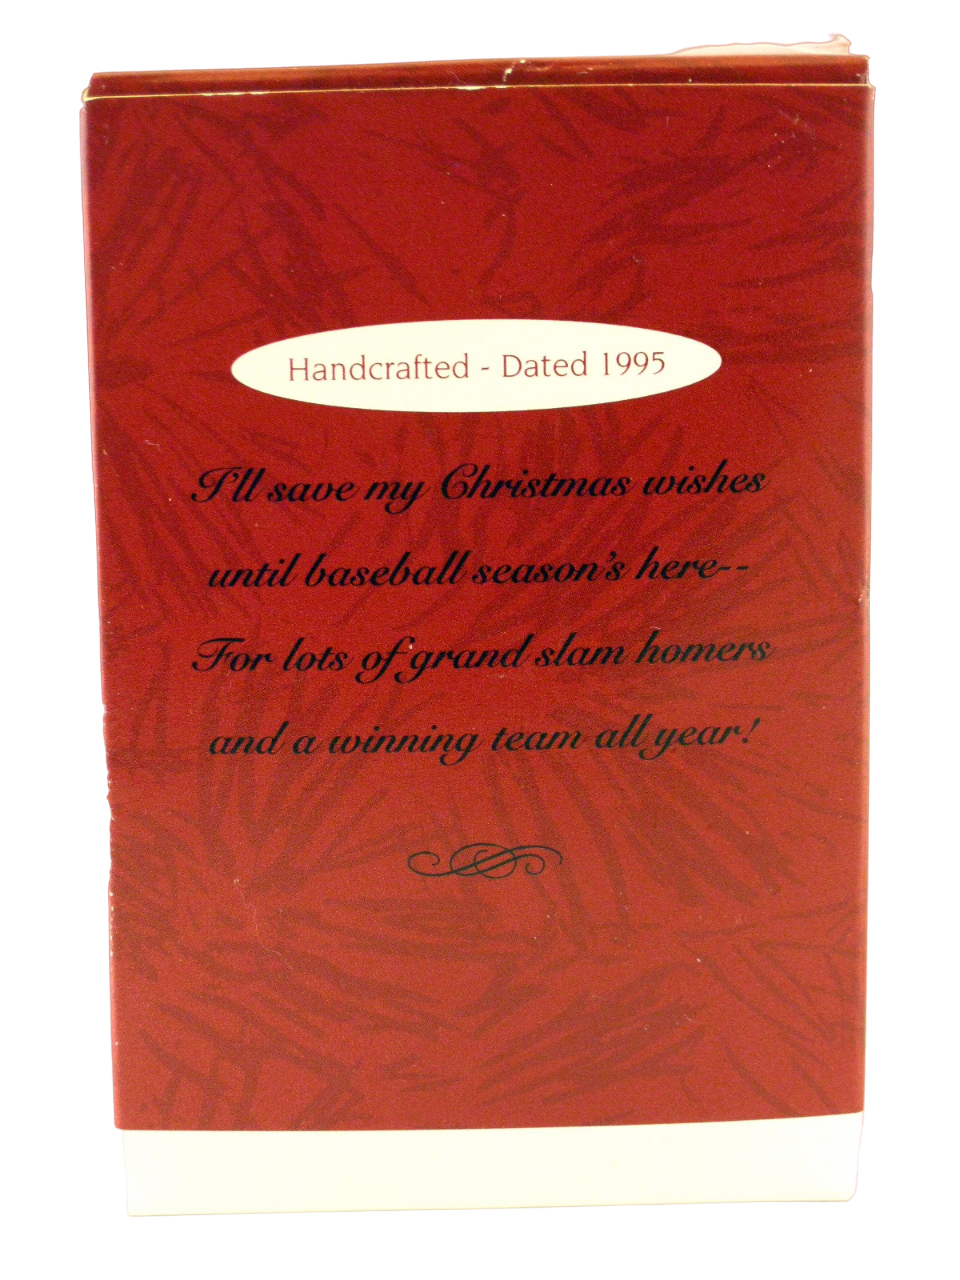 Handcrafted - Dated 1995
I'll save my Christmas wishes
until baseball season's here--
For lots of grand slam homers
and a winning team all year!